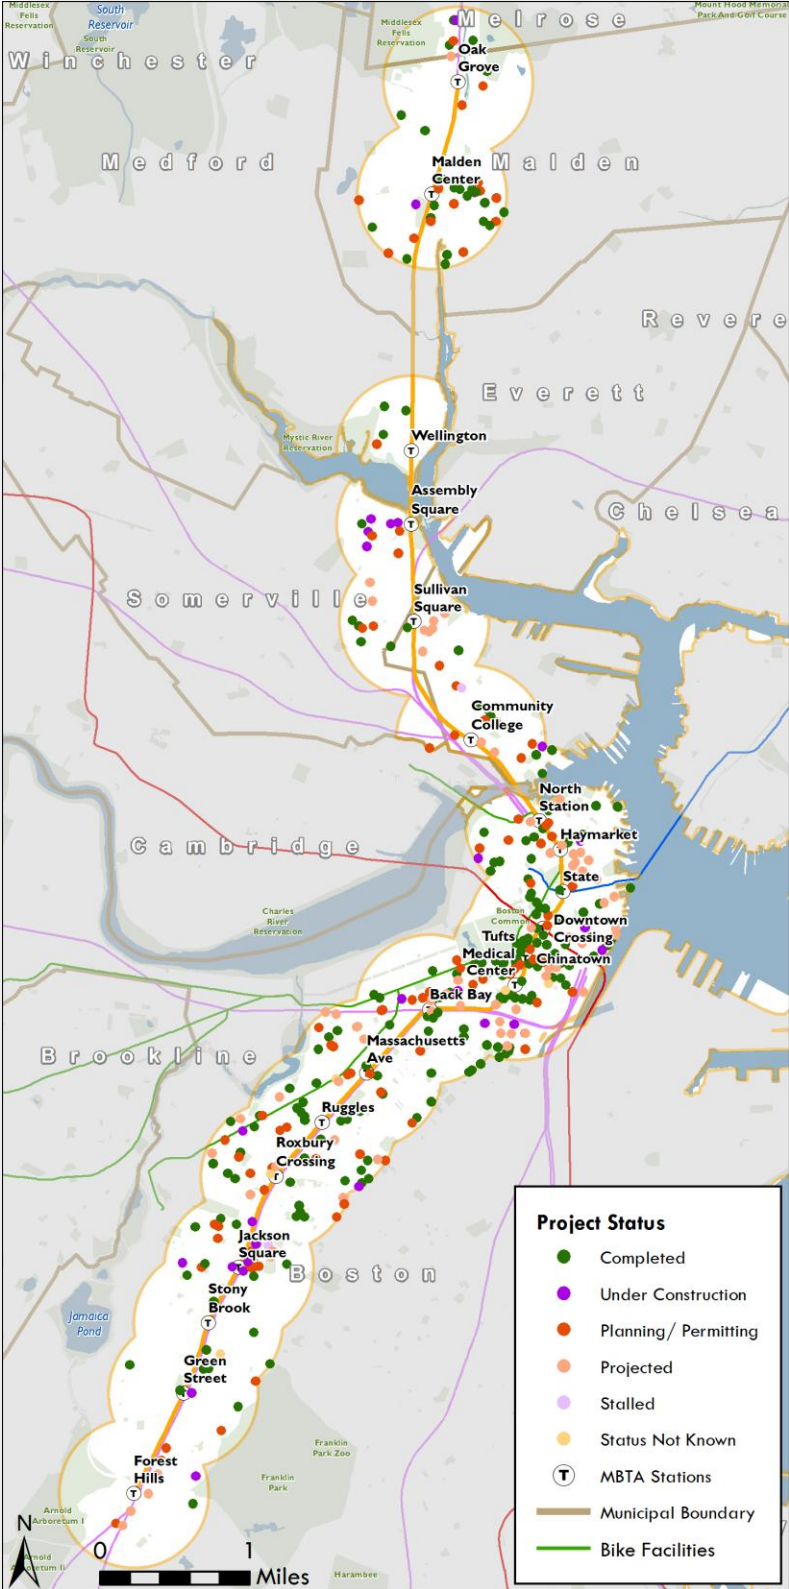 Middlesex
Fells
Reservation
South
Reservoir
South
Reservoir
Middlesex
Fells
Reservation
Melrose
Mount Hood Memorial
Park And Golf Course
Winchester
Oak
Grove
Medford
Malden
Center
Malden
Revere
Everett
Mystic River
Reservation
Wellington
Assembly
Square
Chelsea
Somerville
Sullivan
Square
Community
College
North
Station
Cambridge
Haymarket
State
Charles
River
Reservation
Boston
Common
Downtown
Crossing
Tufts
Medical
Center
Chinatown
Back Bay
Brookline
Massachusetts
Ave
Ruggles
Roxbury
Crossing
Jackson
Square
Boston
Stony
Brook
Jamaica
Pond
Green
Street
Forest
Hills
Franklin
Park Zoo
Franklin
Park
Arnold
Arboretum I
Arnold
Arboretum Ii
Harambee
N
0 1
Miles
Project Status
Completed
Under Construction
Planning/ Permitting
Projected
Stalled
Status Not Known
T MBTA Stations
Municipal Boundary
Bike Facilities